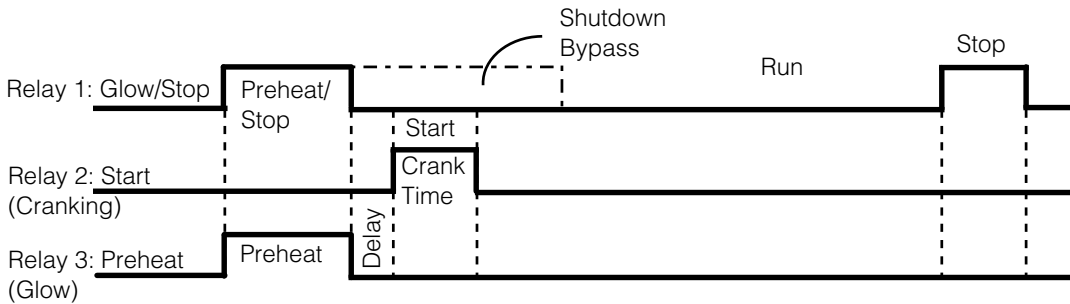 Shutdown
Bypass
Stop
Run
Relay 1: Glow/Stop
Preheat/
Stop
Start
Relay 2: Start
(Cranking)
Crank
Time
Delay
Relay 3: Preheat
(Glow)
Preheat